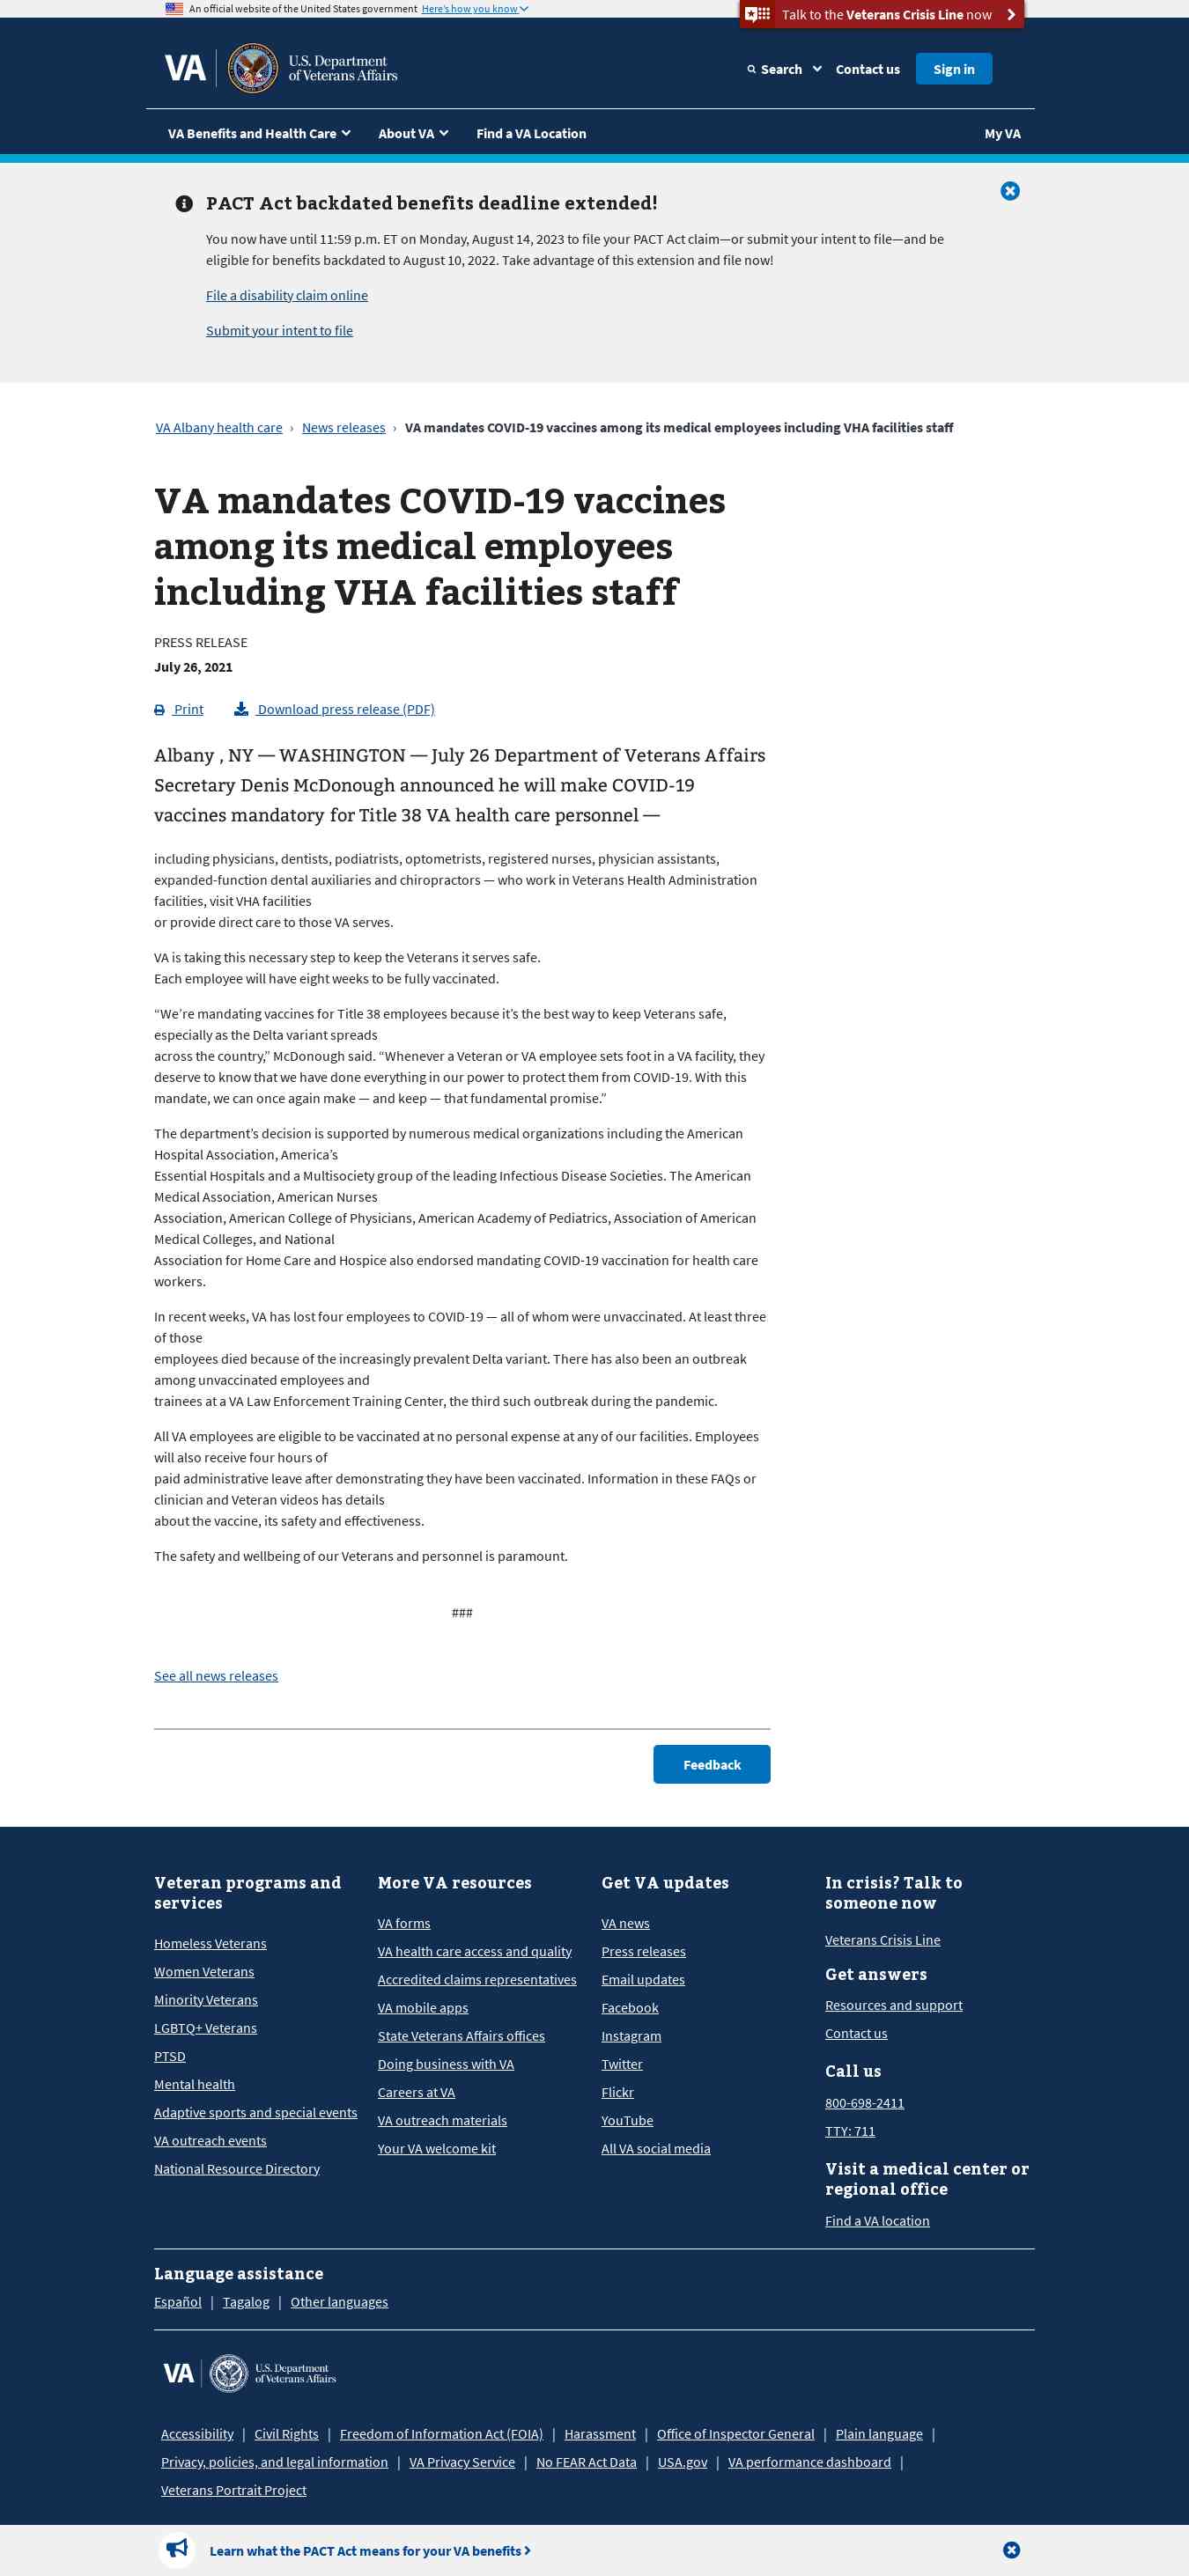 An official website of the United States government Here's how you know
Talk to the Veterans Crisis Line now
VA
U.S. Department
of Veterans Affairs
Search
Contact us
Sign in
VA Benefits and Health Care
About VA
Find a VA Location
My VA
PACT Act backdated benefits deadline extended!
You now have until 11:59 p.m. ET on Monday, August 14, 2023 to file your PACT Act claim—or submit your intent to file—and be
eligible for benefits backdated to August 10, 2022. Take advantage of this extension and file now!
File a disability claim online
Submit your intent to file
VA Albany health care › News releases › VA mandates COVID-19 vaccines among its medical employees including VHA facilities staff
VA mandates COVID-19 vaccines
among its medical employees
including VHA facilities staff
PRESS RELEASE
July 26, 2021
Print
Download press release (PDF)
Albany , NY — WASHINGTON — July 26 Department of Veterans Affairs
Secretary Denis McDonough announced he will make COVID-19
vaccines mandatory for Title 38 VA health care personnel —
including physicians, dentists, podiatrists, optometrists, registered nurses, physician assistants,
expanded-function dental auxiliaries and chiropractors — who work in Veterans Health Administration
facilities, visit VHA facilities
or provide direct care to those VA serves.
VA is taking this necessary step to keep the Veterans it serves safe.
Each employee will have eight weeks to be fully vaccinated.
“We’re mandating vaccines for Title 38 employees because it’s the best way to keep Veterans safe,
especially as the Delta variant spreads
across the country,” McDonough said. “Whenever a Veteran or VA employee sets foot in a VA facility, they
deserve to know that we have done everything in our power to protect them from COVID-19. With this
mandate, we can once again make — and keep — that fundamental promise.”
The department’s decision is supported by numerous medical organizations including the American
Hospital Association, America’s
Essential Hospitals and a Multisociety group of the leading Infectious Disease Societies. The American
Medical Association, American Nurses
Association, American College of Physicians, American Academy of Pediatrics, Association of American
Medical Colleges, and National
Association for Home Care and Hospice also endorsed mandating COVID-19 vaccination for health care
workers.
In recent weeks, VA has lost four employees to COVID-19 — all of whom were unvaccinated. At least three
of those
employees died because of the increasingly prevalent Delta variant. There has also been an outbreak
among unvaccinated employees and
trainees at a VA Law Enforcement Training Center, the third such outbreak during the pandemic.
All VA employees are eligible to be vaccinated at no personal expense at any of our facilities. Employees
will also receive four hours of
paid administrative leave after demonstrating they have been vaccinated. Information in these FAQs or
clinician and Veteran videos has details
about the vaccine, its safety and effectiveness.
The safety and wellbeing of our Veterans and personnel is paramount.
###
See all news releases
Feedback
Veteran programs and
services
Homeless Veterans
Women Veterans
Minority Veterans
LGBTQ+ Veterans
PTSD
Mental health
Adaptive sports and special events
VA outreach events
National Resource Directory
More VA resources
VA forms
VA health care access and quality
Accredited claims representatives
VA mobile apps
State Veterans Affairs offices
Doing business with VA
Careers at VA
VA outreach materials
Your VA welcome kit
Get VA updates
VA news
Press releases
Email updates
Facebook
Instagram
Twitter
Flickr
YouTube
All VA social media
In crisis? Talk to
someone now
Veterans Crisis Line
Get answers
Resources and support
Contact us
Call us
800-698-2411
TTY: 711
Visit a medical center or
regional office
Find a VA location
Language assistance
Español | Tagalog | Other languages
VA
U.S. Department
of Veterans Affairs
Accessibility | Civil Rights | Freedom of Information Act (FOIA) | Harassment | Office of Inspector General | Plain language |
Privacy, policies, and legal information | VA Privacy Service | No FEAR Act Data | USA.gov | VA performance dashboard |
Veterans Portrait Project
Learn what the PACT Act means for your VA benefits